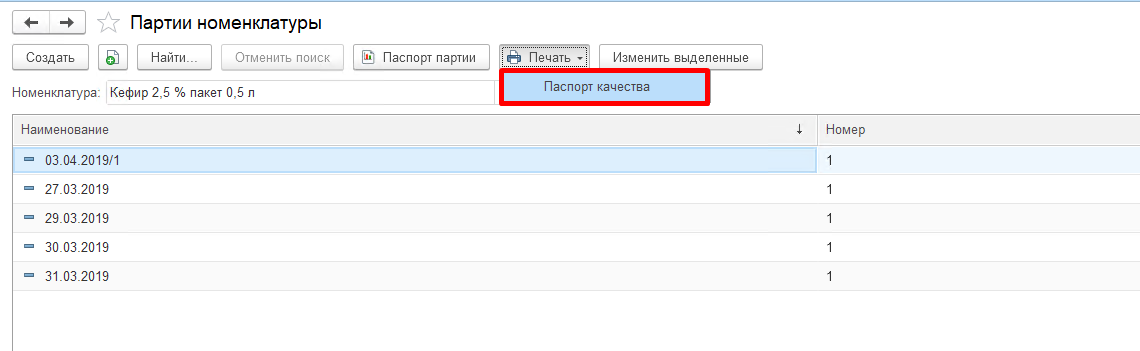 Партии номенклатуры
Создать Найти... Отменить поиск Паспорт партии Печать Изменить выделенные
Паспорт качества
Номенклатура: Кефир 2,5 % пакет 0,5 л
Наименование ↓ Номер
03.04.2019/1 1
27.03.2019 1
29.03.2019 1
30.03.2019 1
31.03.2019 1